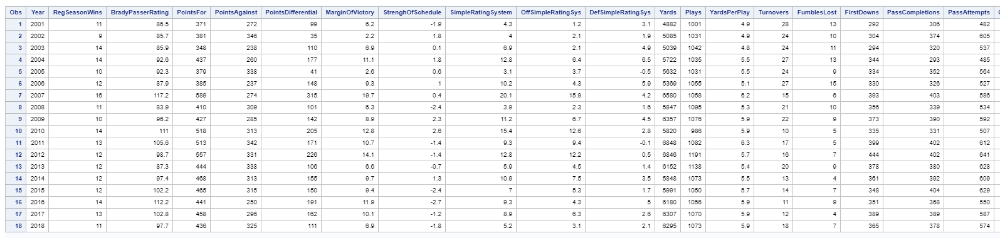 Obs Year RegSeasonWins BradyPasserRating PointsFor PointsAgainst PointsDifferential MarginOfVictory StrenghOfSchedule SimpleRatingSystem OffSimpleRatingSys DefSimpleRatingSys Yards Plays YardsPerPlay Turnovers FumblesLost FirstDowns PassCompletions PassAttempts
1 2001 11 86.5 371 272 99 6.2 -1.9 4.3 1.2 3.1 4882 1001 4.9 28 13 292 306 482
2 2002 9 85.7 381 346 35 2.2 1.8 4 2.1 1.9 5085 1031 4.9 24 10 304 374 605
3 2003 14 85.9 348 238 110 6.9 0.1 6.9 2.1 4.9 5039 1042 4.8 24 11 294 320 537
4 2004 14 92.6 437 260 177 11.1 1.8 12.8 6.4 6.5 5722 1035 5.5 27 13 344 293 485
5 2005 10 92.3 379 338 41 2.6 0.6 3.1 3.7 -0.5 5632 1031 5.5 24 9 334 352 564
6 2006 12 87.9 385 237 148 9.3 1 10.2 4.3 5.9 5369 1055 5.1 27 15 330 326 527
7 2007 16 117.2 589 274 315 19.7 0.4 20.1 15.9 4.2 6580 1058 6.2 15 6 393 403 586
8 2008 11 83.9 410 309 101 6.3 -2.4 3.9 2.3 1.6 5847 1095 5.3 21 10 356 339 534
9 2009 10 96.2 427 285 142 8.9 2.3 11.2 6.7 4.5 6357 1076 5.9 22 9 373 390 592
10 2010 14 111 518 313 205 12.8 2.6 15.4 12.6 2.8 5820 986 5.9 10 5 335 331 507
11 2011 13 105.6 513 342 171 10.7 -1.4 9.3 9.4 -0.1 6848 1082 6.3 17 5 399 402 612
12 2012 12 98.7 557 331 226 14.1 -1.4 12.8 12.2 0.5 6846 1191 5.7 16 7 444 402 641
13 2013 12 87.3 444 338 106 6.6 -0.7 5.9 4.5 1.4 6152 1138 5.4 20 9 378 380 628
14 2014 12 97.4 468 313 155 9.7 1.3 10.9 7.5 3.5 5848 1073 5.5 13 4 361 392 609
15 2015 12 102.2 465 315 150 9.4 -2.4 7 5.3 1.7 5991 1050 5.7 14 7 348 404 629
16 2016 14 112.2 441 250 191 11.9 -2.7 9.3 4.3 5 6180 1056 5.9 11 9 351 368 550
17 2017 13 102.8 458 296 162 10.1 -1.2 8.9 6.3 2.6 6307 1070 5.9 12 4 389 389 587
18 2018 11 97.7 436 325 111 6.9 -1.8 5.2 3.1 2.1 6295 1073 5.9 18 7 365 378 574